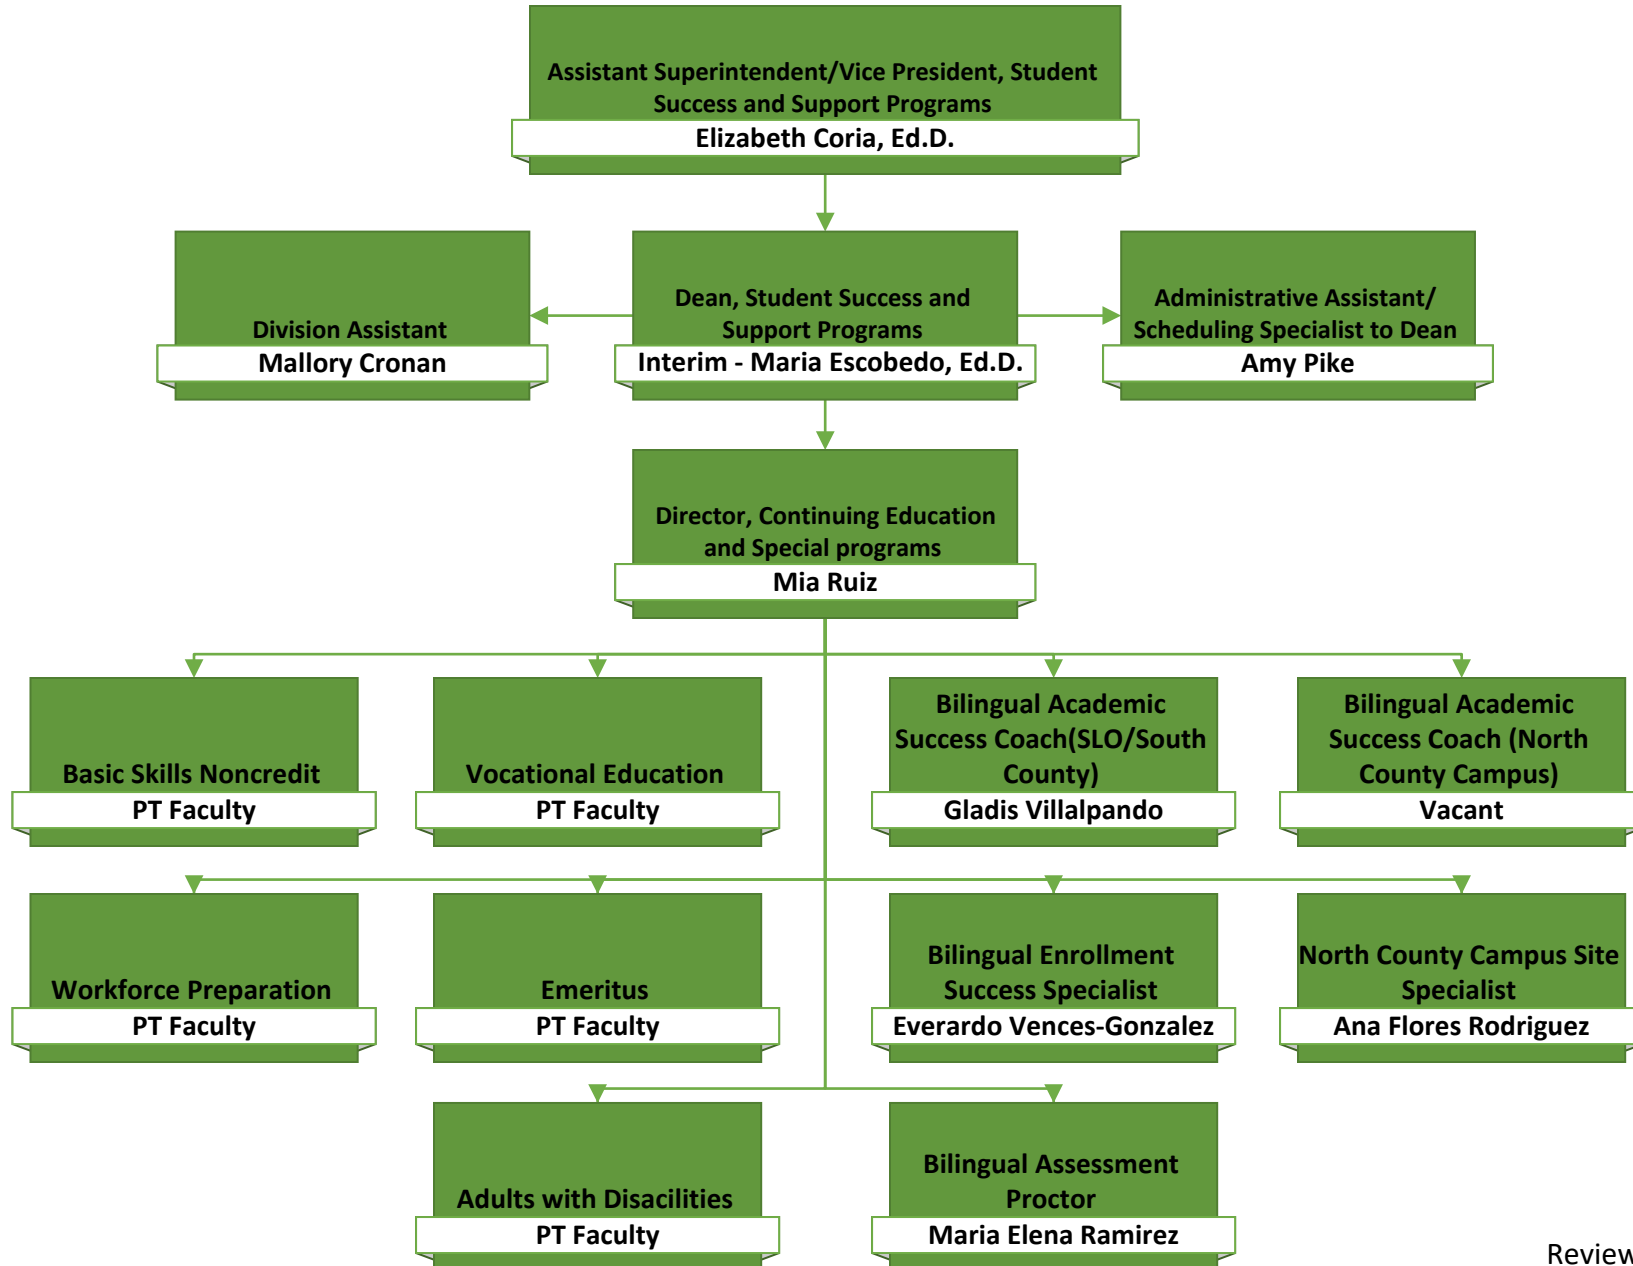 Assistant Superintendent/Vice President, Student
Success and Support Programs
Elizabeth Coria, Ed.D.
Division Assistant
Mallory Cronan
Dean, Student Success and
Support Programs
Interim - Maria Escobedo, Ed.D.
Administrative Assistant/
Scheduling Specialist to Dean
Amy Pike
Director, Continuing Education
and Special programs
Mia Ruiz
Basic Skills Noncredit
PT Faculty
Vocational Education
PT Faculty
Bilingual Academic
Success Coach(SLO/South
County)
Gladis Villalpando
Bilingual Academic
Success Coach (North
County Campus)
Vacant
Workforce Preparation
PT Faculty
Emeritus
PT Faculty
Bilingual Enrollment
Success Specialist
Everardo Vences-Gonzalez
North County Campus Site
Specialist
Ana Flores Rodriguez
Adults with Disacilities
PT Faculty
Bilingual Assessment
Proctor
Maria Elena Ramirez
Review